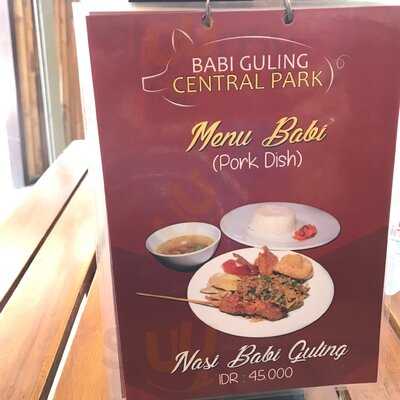 BABI GULING
CENTRAL PARK
Menu Babi
(Pork Dish)
Nasi Babi Guling
IDR : 45.000